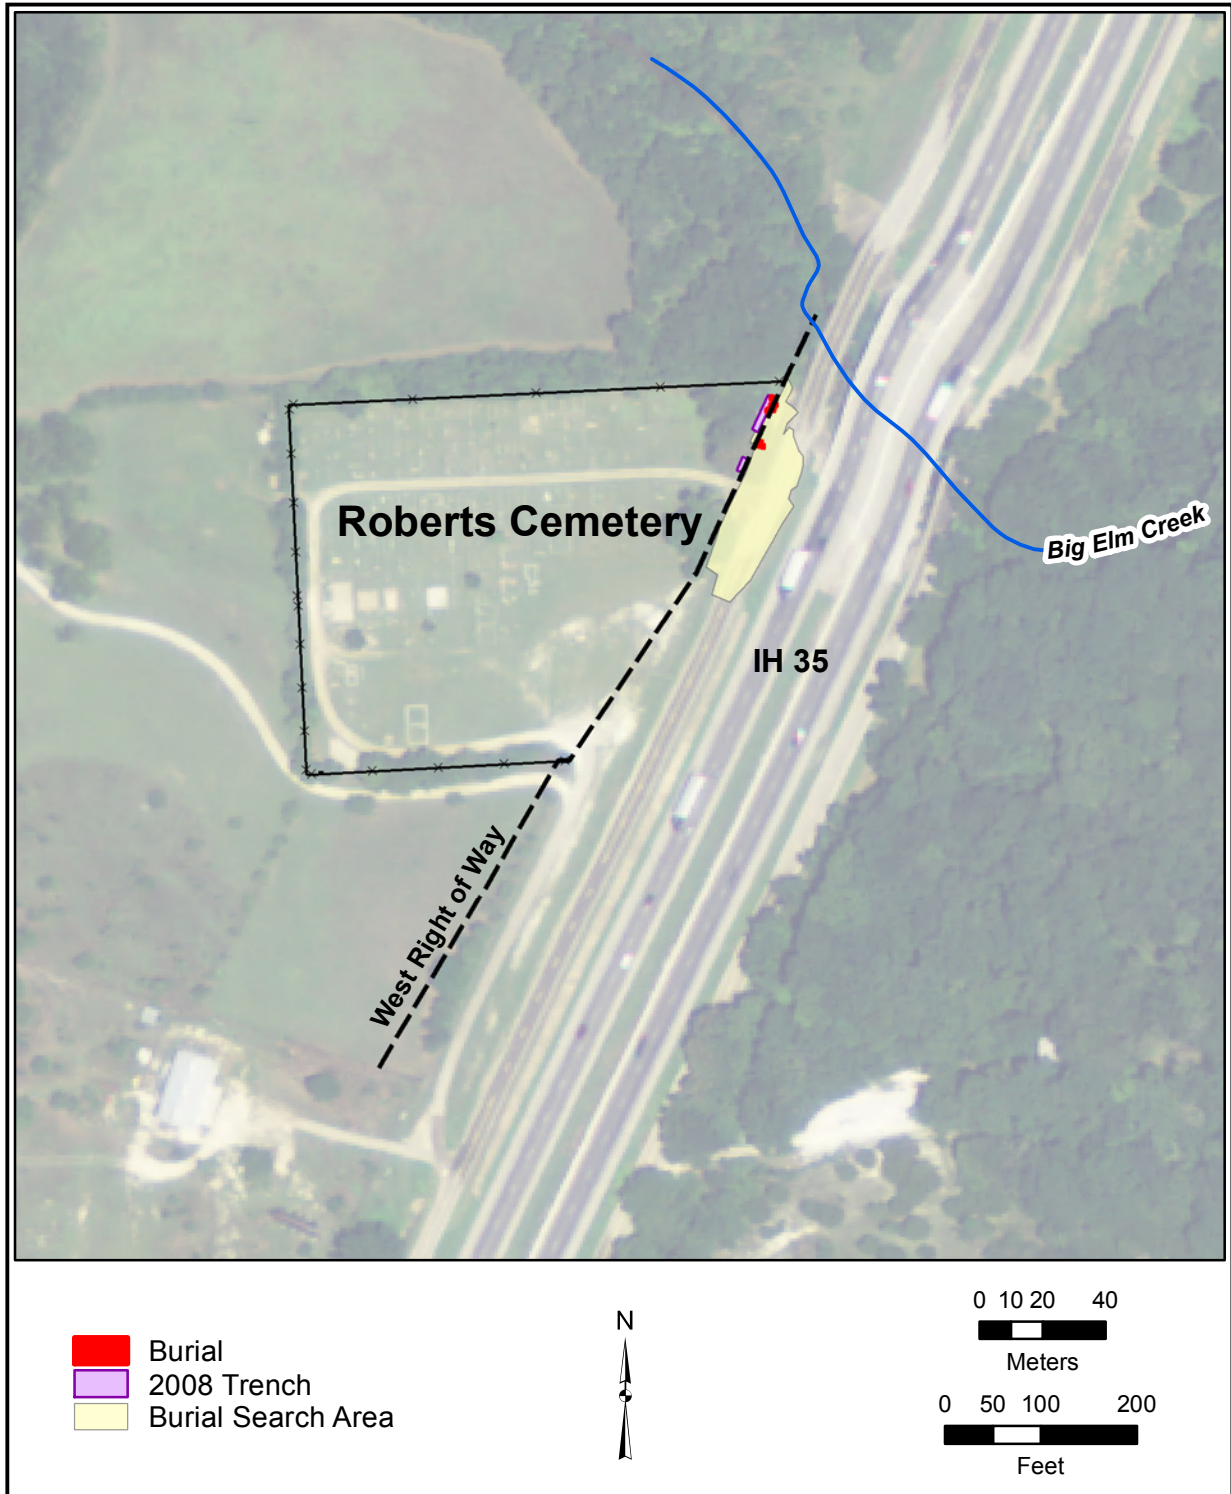 Roberts Cemetery
Big Elm Creek
IH 35
West Right of Way
Burial
2008 Trench
Burial Search Area
N
0 10 20 40
Meters
0 50 100 200
Feet